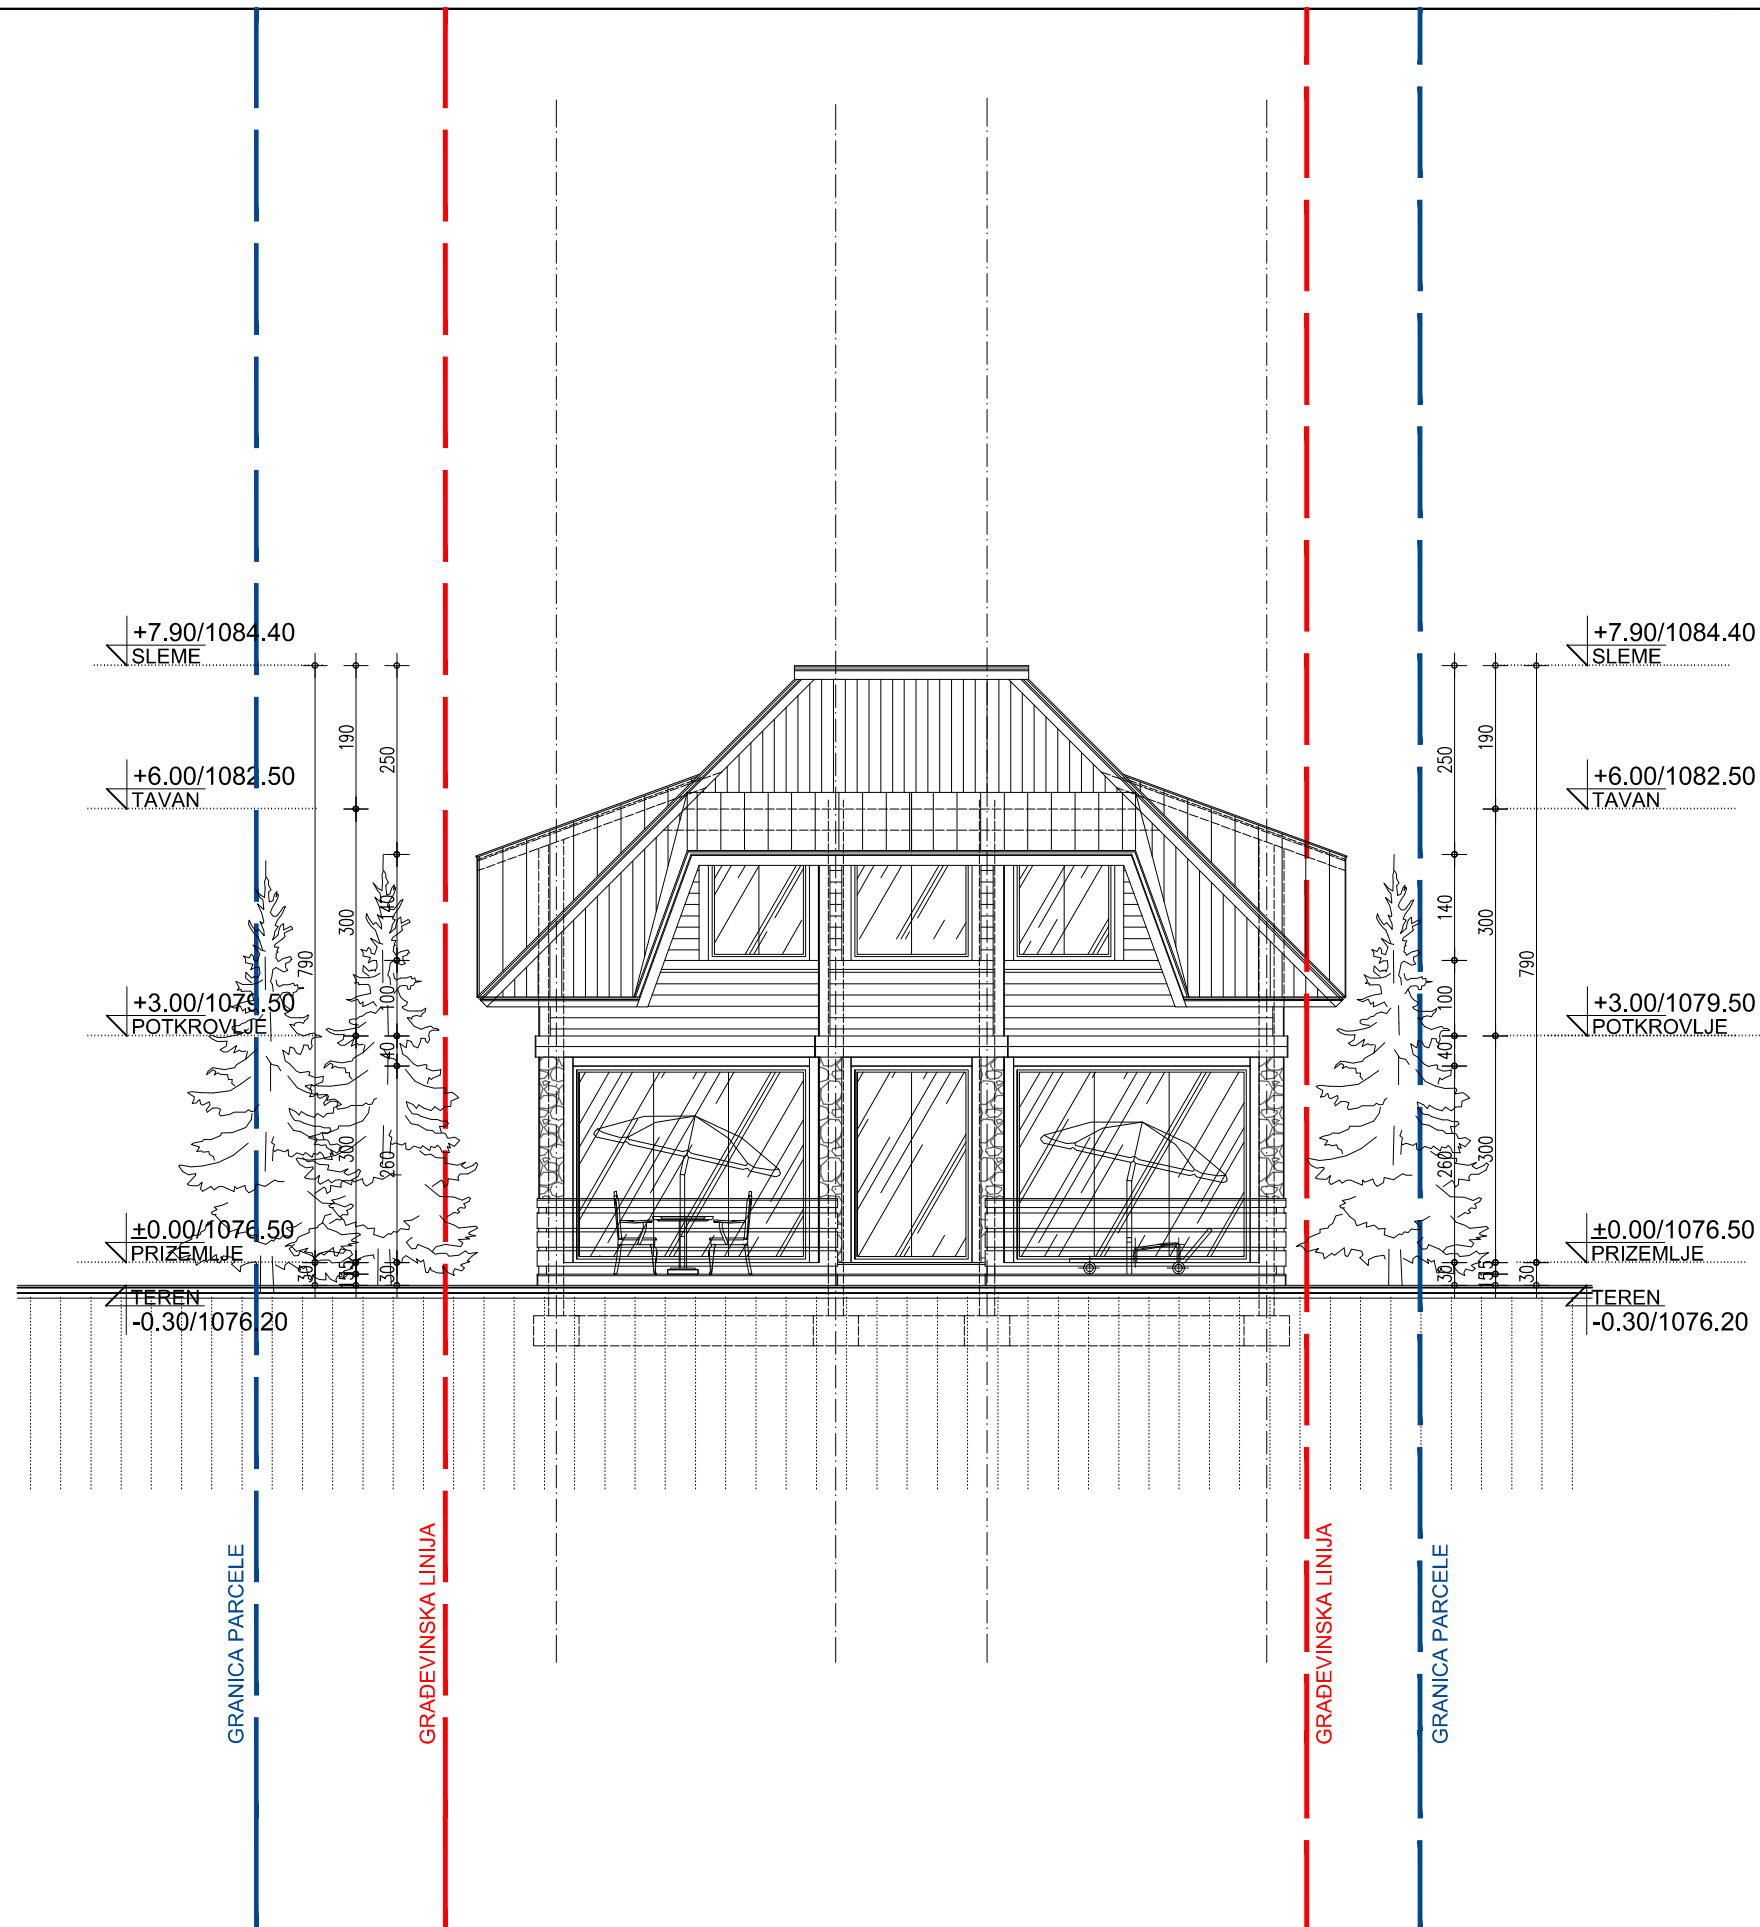 +7.90/1084.40
SLEME
+6.00/1082.50
TAVAN
+3.00/1079.50
POTKROVLJE
±0.00/1076.50
PRIZEMLJE
TEREN
-0.30/1076.20
790
30
190
300
300
15
15
250
140
100
40
260
30
GRANICA PARCELE
GRAĐEVINSKA LINIJA
GRAĐEVINSKA LINIJA
GRANICA PARCELE
250
140
100
40
260
30
190
300
300
15
15
790
30
+7.90/1084.40
SLEME
+6.00/1082.50
TAVAN
+3.00/1079.50
POTKROVLJE
±0.00/1076.50
PRIZEMLJE
TEREN
-0.30/1076.20